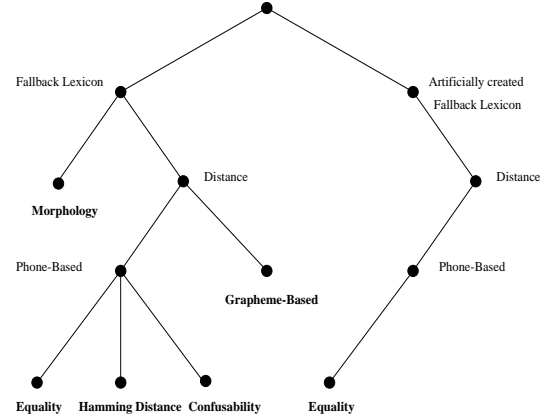 Fallback Lexicon
Artificially created
Fallback Lexicon
Distance
Distance
Morphology
Phone-Based
Phone-Based
Grapheme-Based
Equality
Hamming Distance
Confusability
Equality